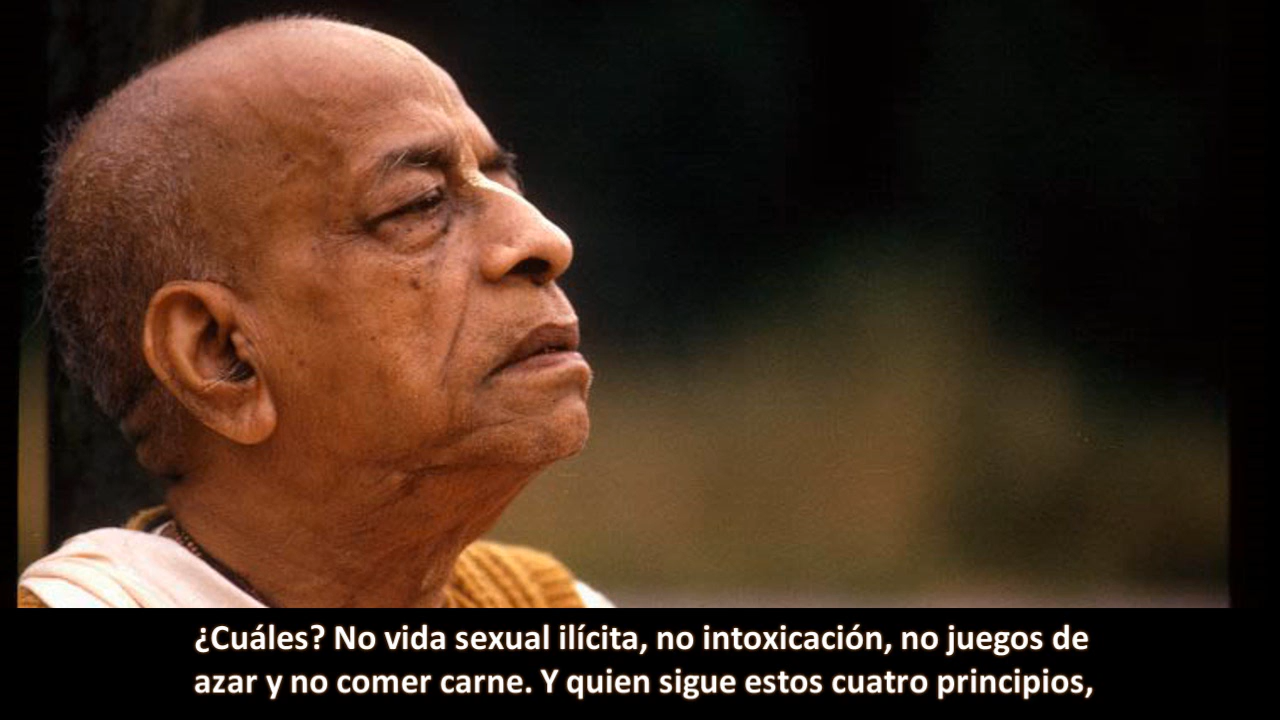 ¿Cuáles? No vida sexual ilícita, no intoxicación, no juegos de
azar y no comer carne. Y quien sigue estos cuatro principios,